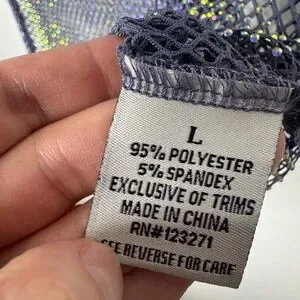 L
95% POLYESTER
5% SPANDEX
EXCLUSIVE OF TRIMS
MADE IN CHINA
RN#123271
SEE REVERSE FOR CARE